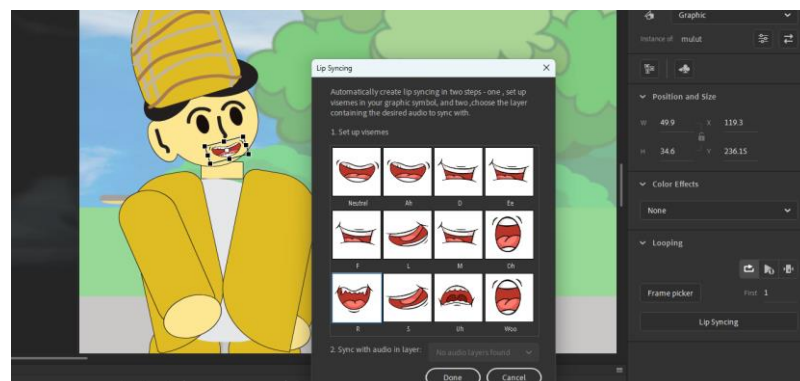 Graphic
Instance of: mulut
Lip Syncing
Automatically create lip syncing in two steps - one , set up
visemes in your graphic symbol, and two ,choose the layer
containing the desired audio to sync with.
1. Set up visemes
Neutral Ah D Ee
F L M Oh
R S Uh Woo
2. Sync with audio in layer: No audio layers found
Done Cancel
Position and Size
W 49.9 X 119.3
H 34.6 Y 236.15
Color Effects
None
Looping
Frame picker First 1
Lip Syncing